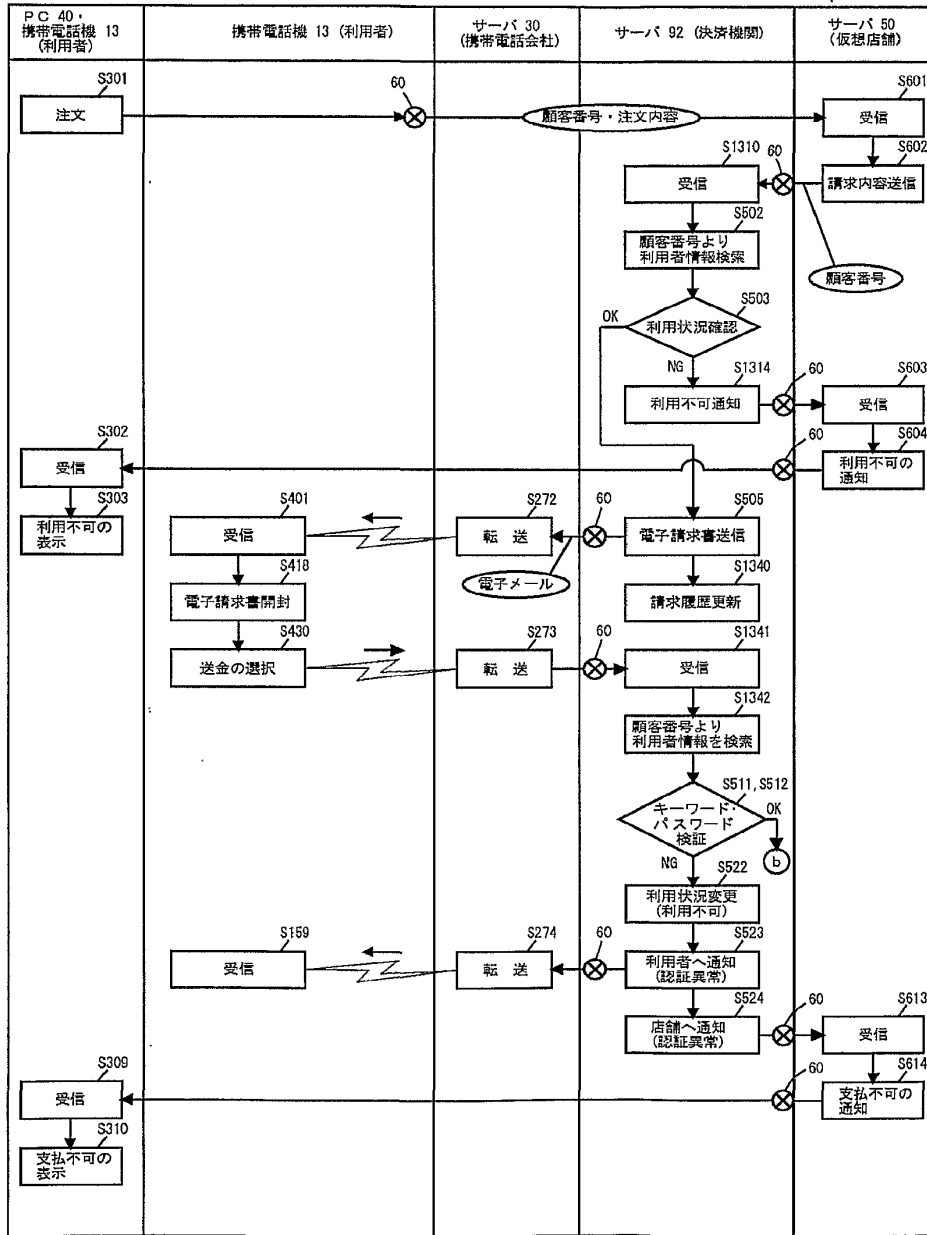 PC 40・
携帯電話機 13
(利用者)
携帯電話機 13 (利用者)
サーバ 30
(携帯電話会社)
サーバ 92 (決済機関)
サーバ 50
(仮想店舗)
S301
注文
60
顧客番号・注文内容
S601
受信
S602
請求内容送信
60
顧客番号
S1310
受信
S502
顧客番号より
利用者情報検索
S503
利用状況確認
OK
NG
S1314
利用不可通知
60
S603
受信
S604
利用不可の
通知
60
S302
受信
S303
利用不可の
表示
S401
受信
S272
転 送
60
電子メール
S505
電子請求書送信
S418
電子請求書開封
S1340
請求履歴更新
S430
送金の選択
S273
転 送
60
S1341
受信
S1342
顧客番号より
利用者情報を検索
S511,S512
キーワード・
パスワード
検証
OK
b
NG
S522
利用状況変更
(利用不可)
S159
受信
S274
転 送
60
S523
利用者へ通知
(認証異常)
S524
店舗へ通知
(認証異常)
60
S613
受信
S614
支払不可の
通知
60
S309
受信
S310
支払不可の
表示